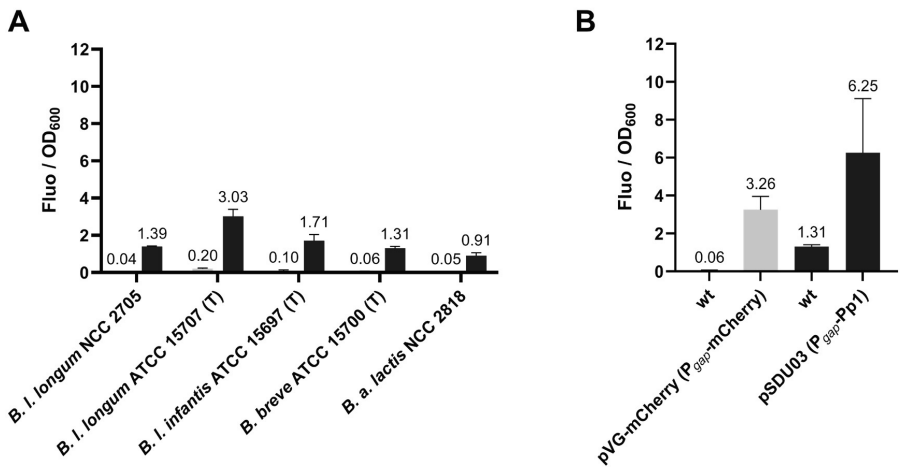 A
Fluo / OD600
12
10
8
6
4
2
0
0.04
1.39
0.20
3.03
0.10
1.71
0.06
1.31
0.05
0.91
B. l. longum NCC 2705
B. l. longum ATCC 15707 (T)
B. l. infantis ATCC 15697 (T)
B. breve ATCC 15700 (T)
B. a. lactis NCC 2818
B
Fluo / OD600
12
10
8
6
4
2
0
0.06
3.26
1.31
6.25
wt
pVG-mCherry (Pgap-mCherry)
wt
pSDU03 (Pgap-Pp1)